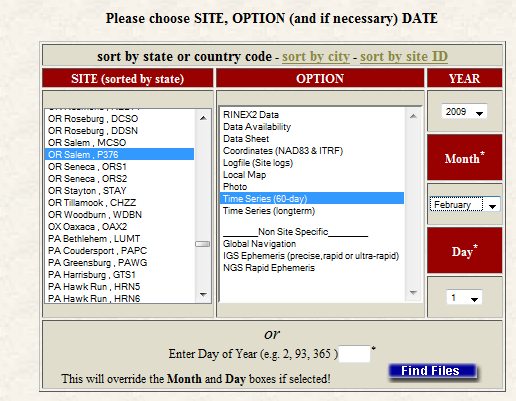 Please choose SITE, OPTION (and if necessary) DATE
sort by state or country code - sort by city - sort by site ID
SITE (sorted by state)
OPTION
YEAR
OR Roseburg , DCSO
OR Roseburg , DDSN
OR Salem , MCSO
OR Salem , P376
OR Seneca , ORS1
OR Seneca , ORS2
OR Stayton , STAY
OR Tillamook , CHZZ
OR Woodburn , WDBN
OX Oaxaca , OAX2
PA Bethlehem , LUMT
PA Coudersport , PAPC
PA Greensburg , PAWG
PA Harrisburg , GTS1
PA Hawk Run , HRN5
PA Hawk Run , HRN6
RINEX2 Data
Data Availability
Data Sheet
Coordinates (NAD83 & ITRF)
Logfile (Site logs)
Local Map
Photo
Time Series (60-day)
Time Series (longterm)
______Non Site Specific________
Global Navigation
IGS Ephemeris (precise,rapid or ultra-rapid)
NGS Rapid Ephemeris
2009
Month*
February
Day*
1
or
Enter Day of Year (e.g. 2, 93, 365 ) *
This will override the Month and Day boxes if selected!
Find Files